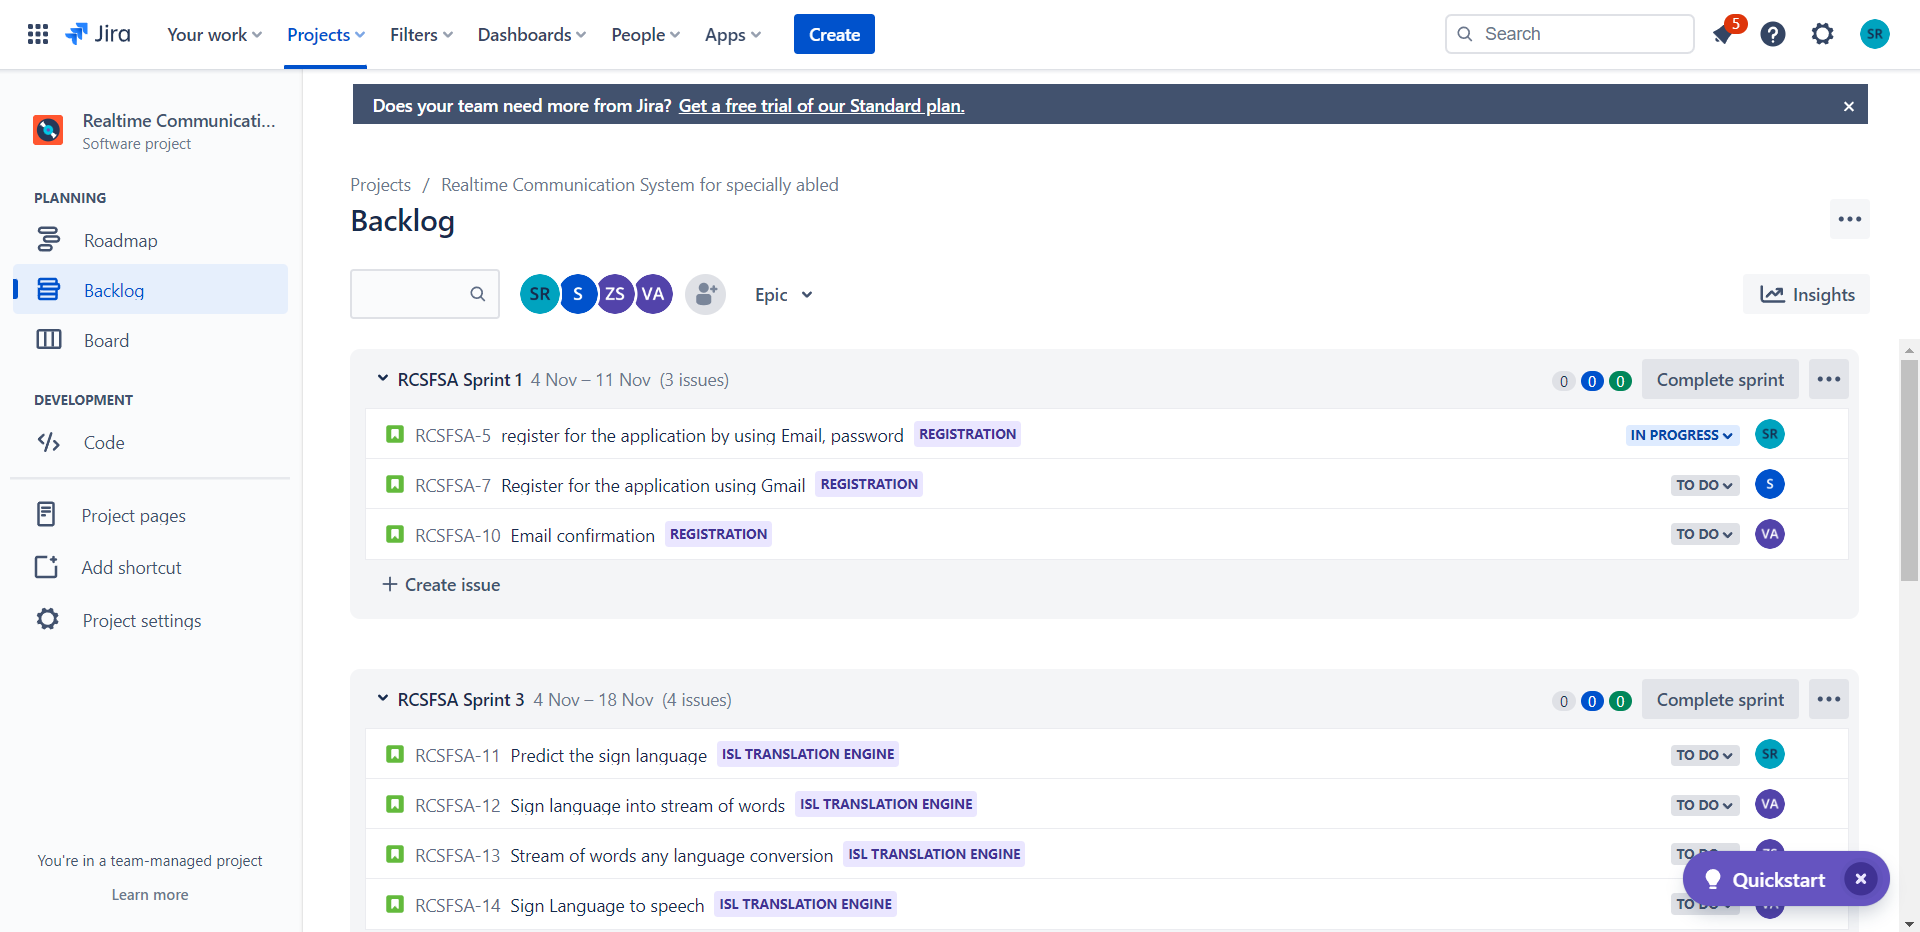 Jira
Your work
Projects
Filters
Dashboards
People
Apps
Create
Search
5
SR
Realtime Communicati...
Software project
Does your team need more from Jira? Get a free trial of our Standard plan.
PLANNING
Roadmap
Backlog
Board
DEVELOPMENT
Code
Project pages
Add shortcut
Project settings
You're in a team-managed project
Learn more
Projects / Realtime Communication System for specially abled
Backlog
SR S ZS VA
Epic
Insights
RCSFSA Sprint 1 4 Nov – 11 Nov (3 issues) 0 0 0 Complete sprint
RCSFSA-5 register for the application by using Email, password REGISTRATION IN PROGRESS SR
RCSFSA-7 Register for the application using Gmail REGISTRATION TO DO S
RCSFSA-10 Email confirmation REGISTRATION TO DO VA
Create issue
RCSFSA Sprint 3 4 Nov – 18 Nov (4 issues) 0 0 0 Complete sprint
RCSFSA-11 Predict the sign language ISL TRANSLATION ENGINE TO DO SR
RCSFSA-12 Sign language into stream of words ISL TRANSLATION ENGINE TO DO VA
RCSFSA-13 Stream of words any language conversion ISL TRANSLATION ENGINE
RCSFSA-14 Sign Language to speech ISL TRANSLATION ENGINE TO DO
Quickstart